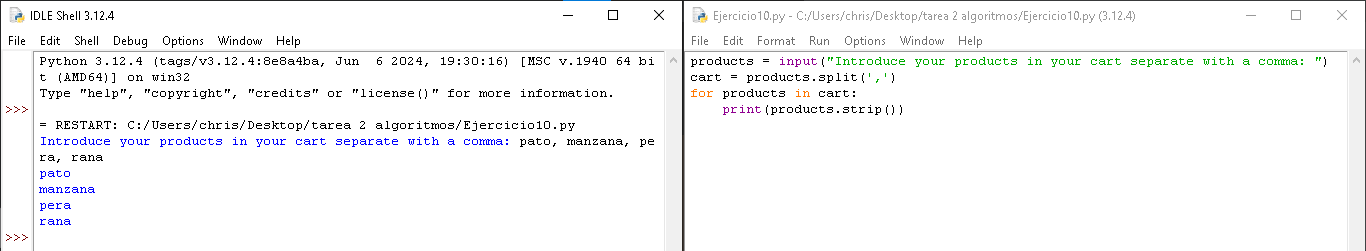 IDLE Shell 3.12.4
File Edit Shell Debug Options Window Help
Python 3.12.4 (tags/v3.12.4:8e8a4ba, Jun  6 2024, 19:30:16) [MSC v.1940 64 bi
t (AMD64)] on win32
Type "help", "copyright", "credits" or "license()" for more information.
>>>
= RESTART: C:/Users/chris/Desktop/tarea 2 algoritmos/Ejercicio10.py
Introduce your products in your cart separate with a comma: pato, manzana, pe
ra, rana
pato
manzana
pera
rana
>>>
Ejercicio10.py - C:/Users/chris/Desktop/tarea 2 algoritmos/Ejercicio10.py (3.12.4)
File Edit Format Run Options Window Help
products = input("Introduce your products in your cart separate with a comma: ")
cart = products.split(',')
for products in cart:
    print(products.strip())